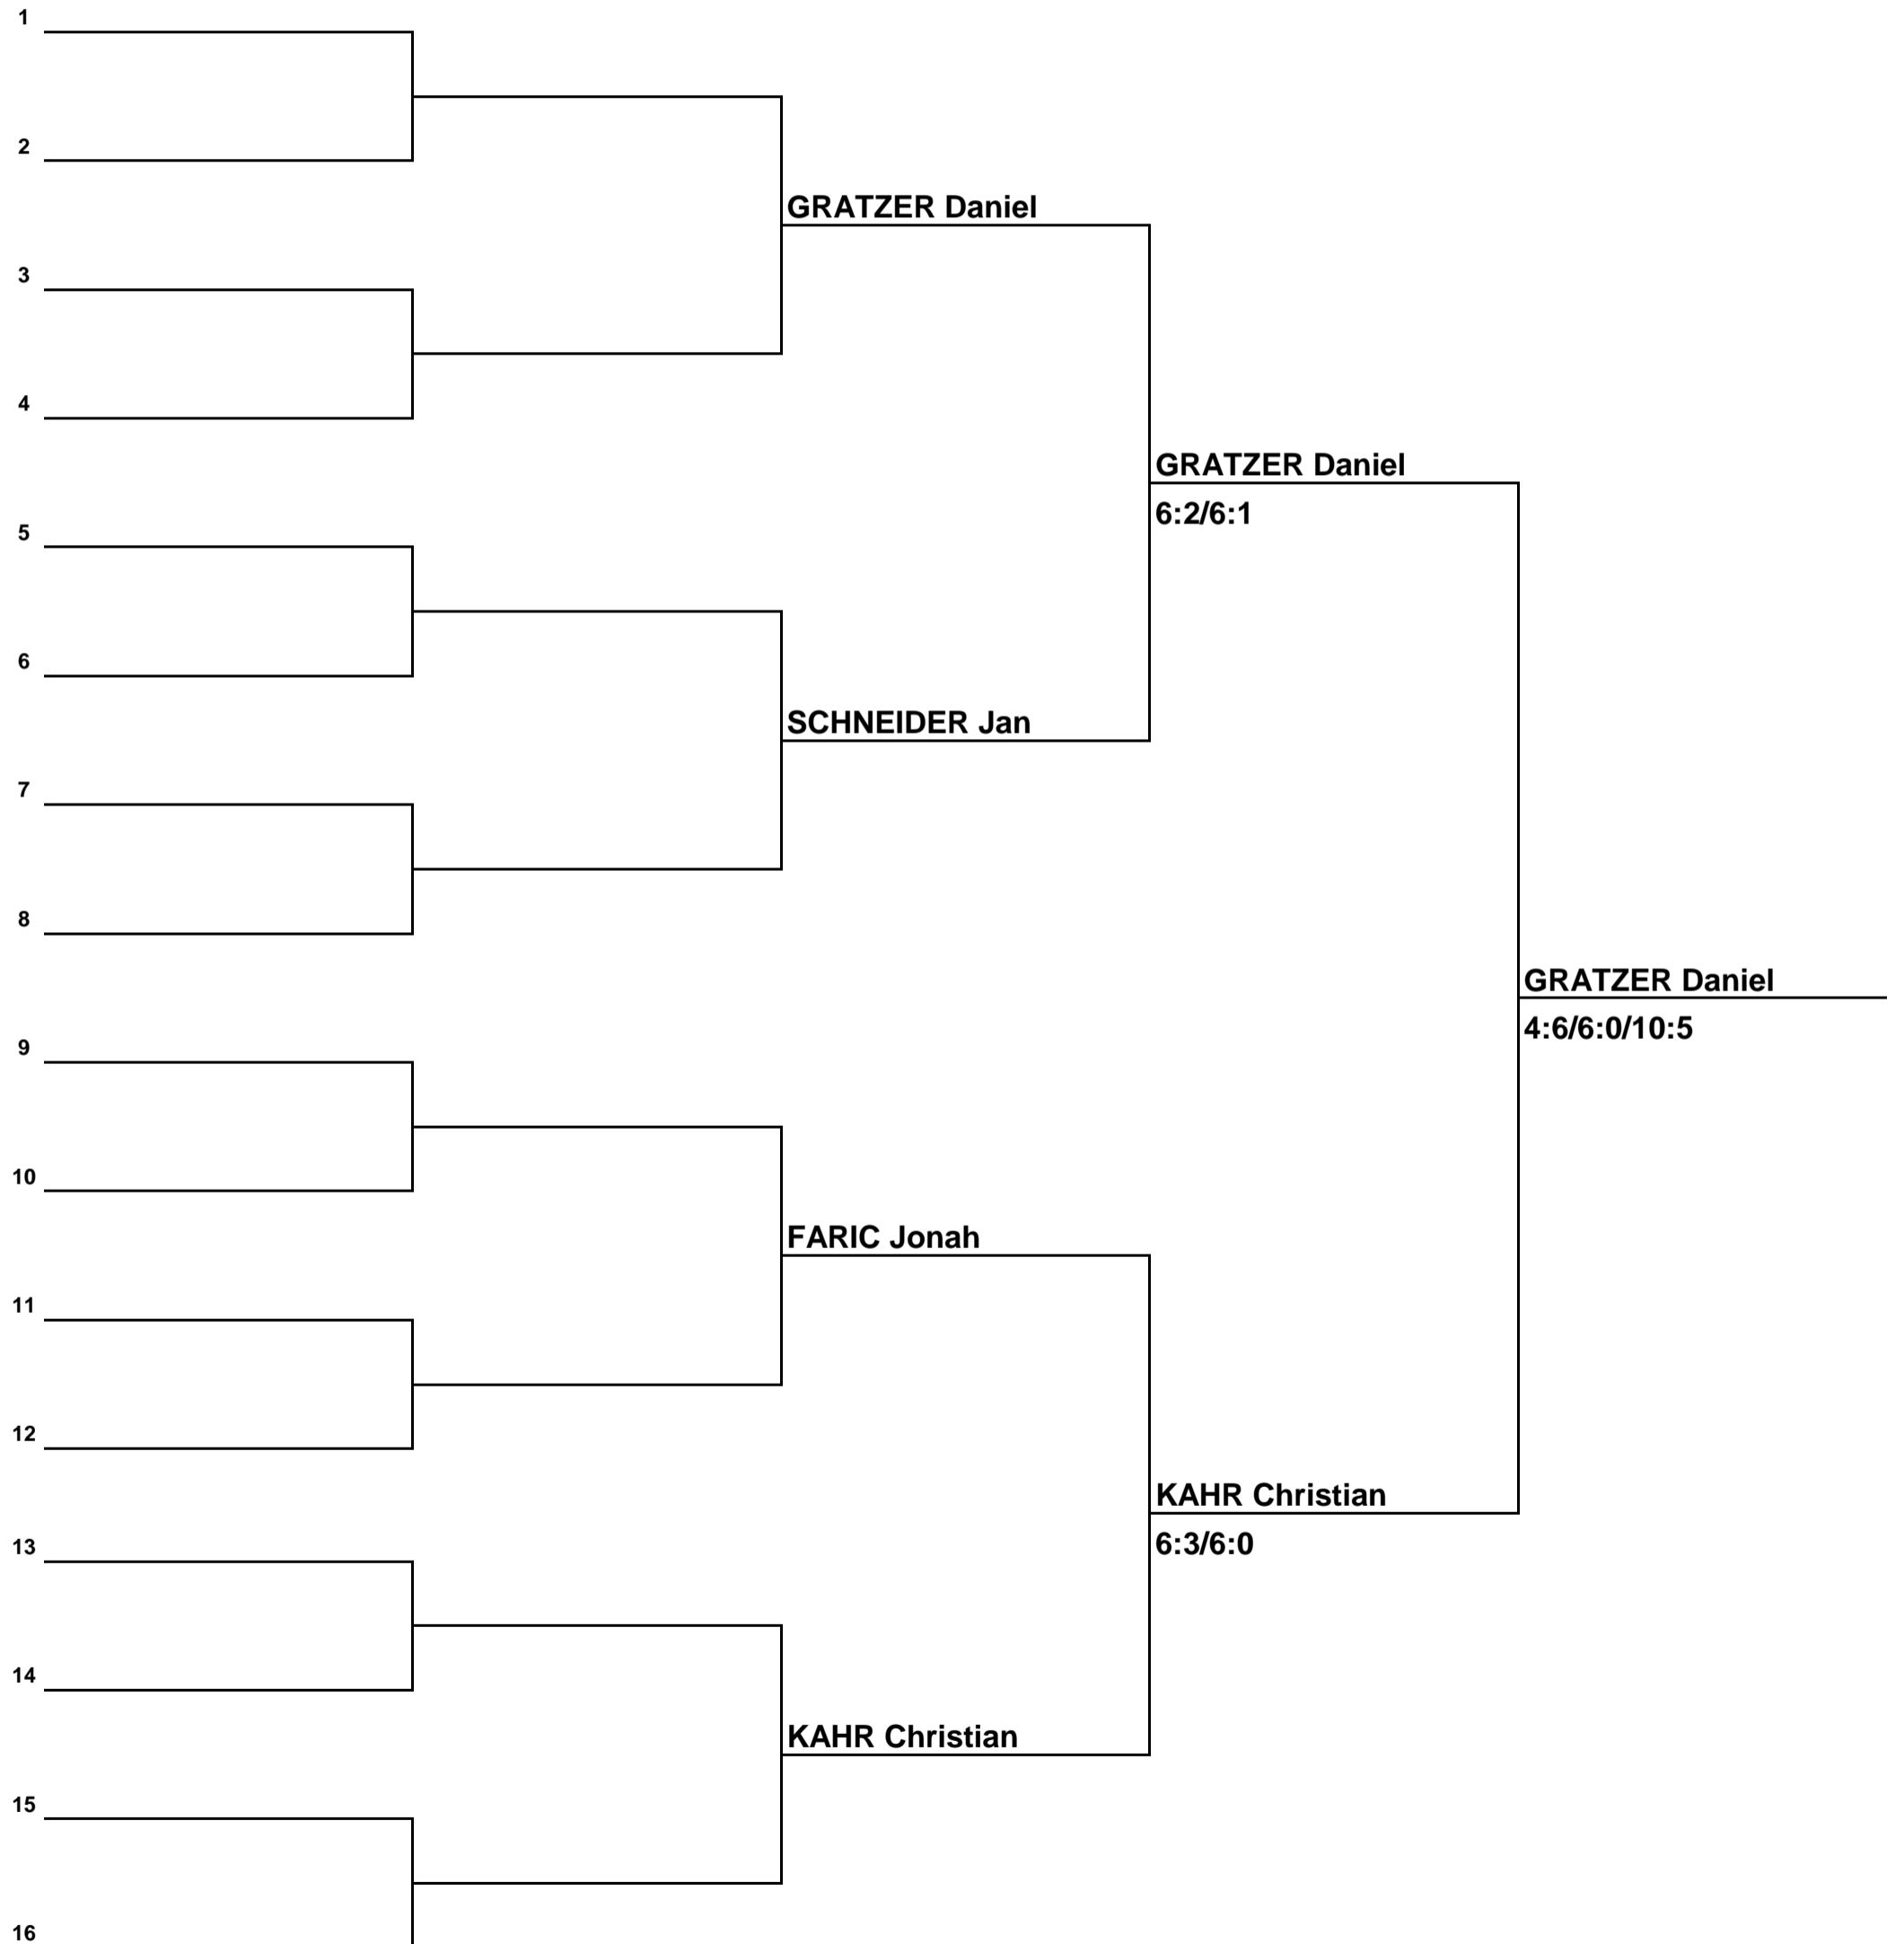 1
2
GRATZER Daniel
3
4
GRATZER Daniel
6:2/6:1
5
6
SCHNEIDER Jan
7
8
GRATZER Daniel
4:6/6:0/10:5
9
10
FARIC Jonah
11
12
KAHR Christian
6:3/6:0
13
14
KAHR Christian
15
16